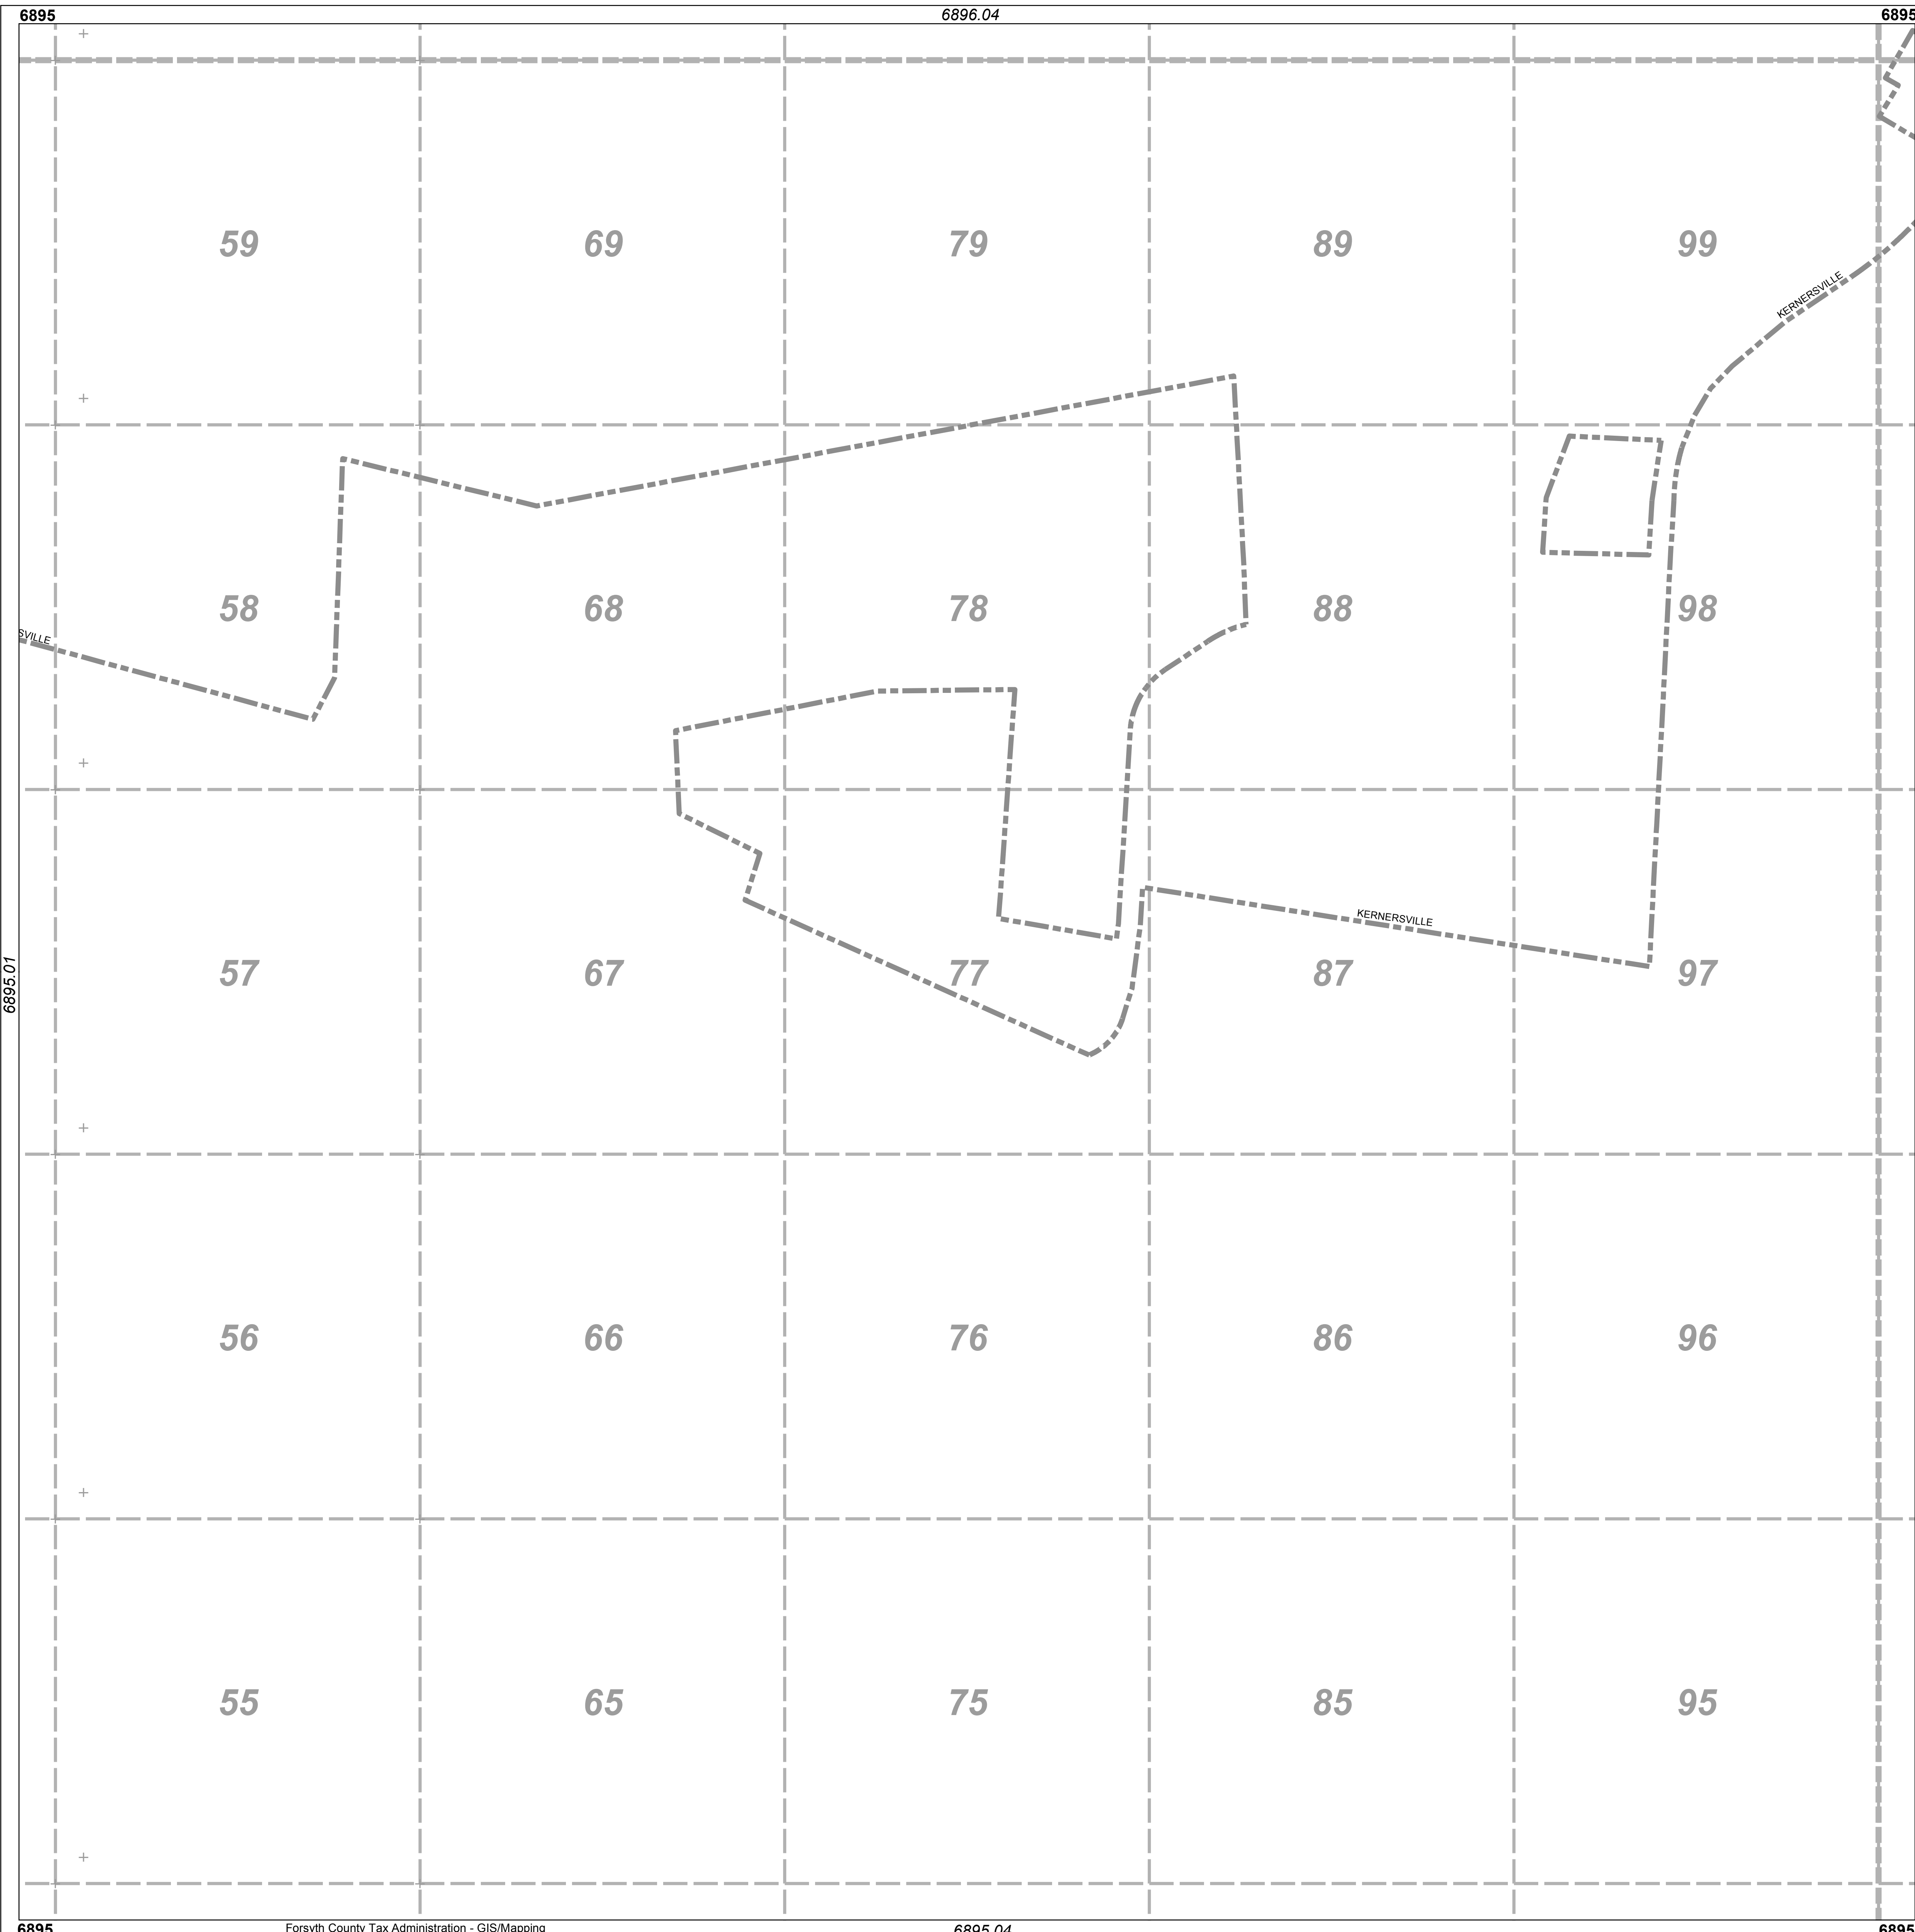 6895 6896.04 6895
59 69 79 89 99
KERNERSVILLE
58 68 78 88 98
SVILLE
KERNERSVILLE
57 67 77 87 97
6895.01
56 66 76 86 96
55 65 75 85 95
6895 Forsyth County Tax Administration - GIS/Mapping 6895.04 6895